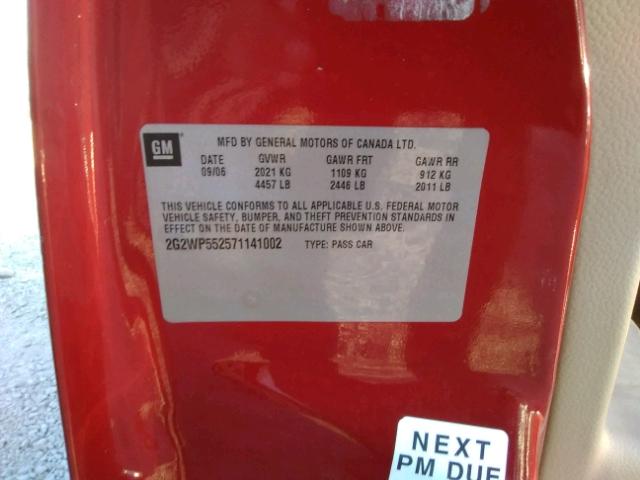 GM
MFD BY GENERAL MOTORS OF CANADA LTD.
DATE GVWR GAWR FRT GAWR RR
09/06 2021 KG 1109 KG 912 KG
4457 LB 2446 LB 2011 LB
THIS VEHICLE CONFORMS TO ALL APPLICABLE U.S. FEDERAL MOTOR
VEHICLE SAFETY, BUMPER, AND THEFT PREVENTION STANDARDS IN
EFFECT ON THE DATE OF MANUFACTURE SHOWN ABOVE.
2G2WP552571141002 TYPE: PASS CAR
NEXT
PM DUE